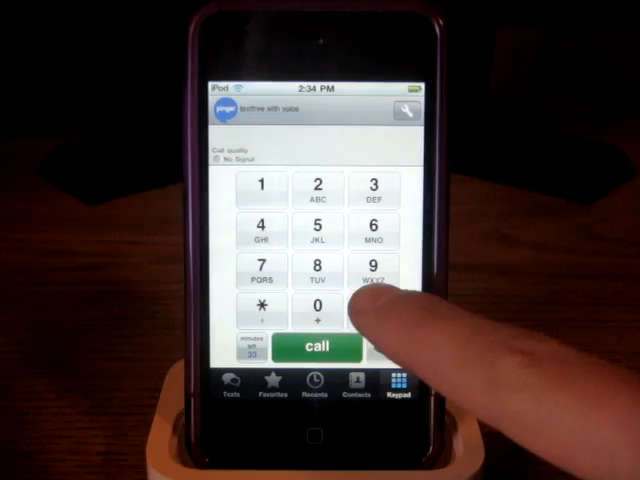 iPod 2:34 PM
pinger textfree with voice
Call quality
No Signal
1 2 3
ABC DEF
4 5 6
GHI JKL MNO
7 8 9
PQRS TUV WXYZ
* 0
, +
minutes
left
33
call
Texts Favorites Recents Contacts Keypad